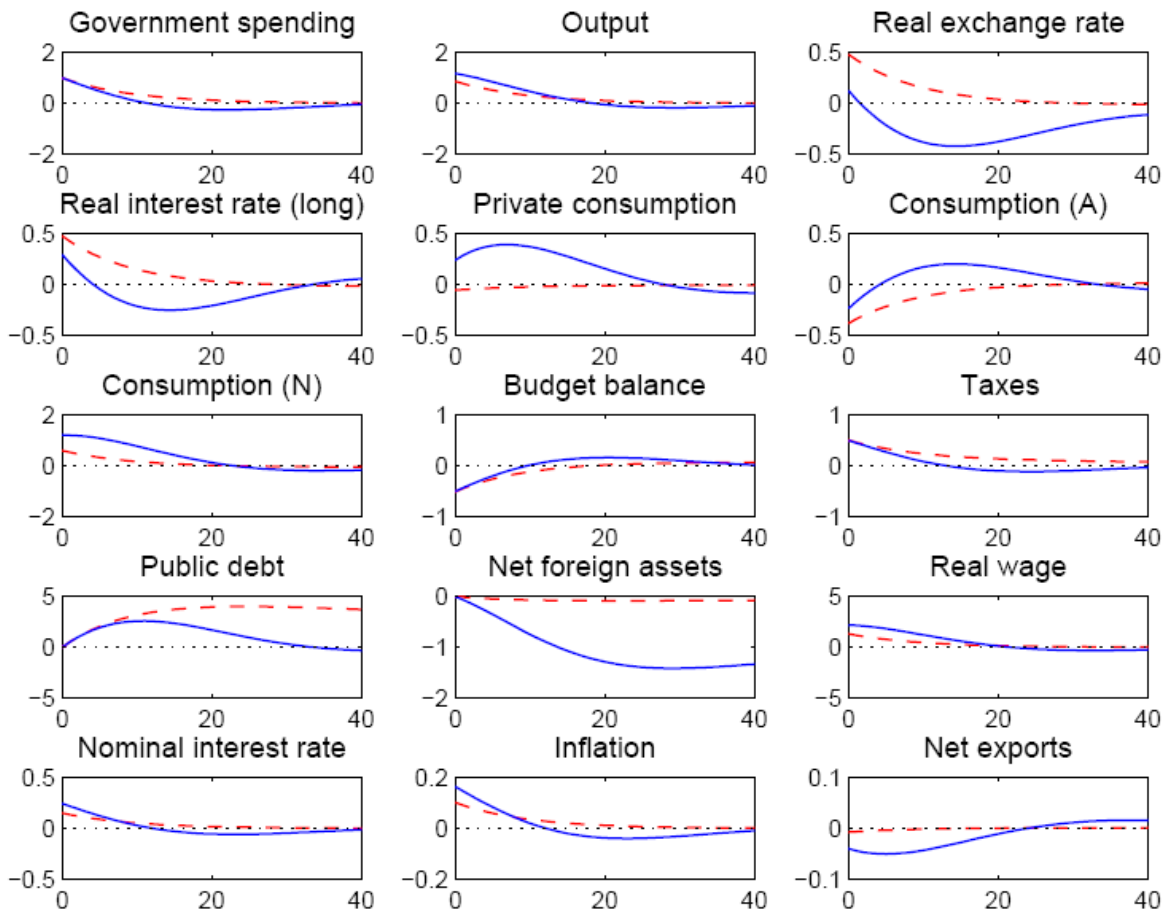 Government spending Output Real exchange rate
2 2 0.5
0 0 0
−2 −2 −0.5
0 20 40 0 20 40 0 20 40
Real interest rate (long) Private consumption Consumption (A)
0.5 0.5 0.5
0 0 0
−0.5 −0.5 −0.5
0 20 40 0 20 40 0 20 40
Consumption (N) Budget balance Taxes
2 1 1
0 0 0
−2 −1 −1
0 20 40 0 20 40 0 20 40
Public debt Net foreign assets Real wage
5 0 5
0 −1 0
−5 −2 −5
0 20 40 0 20 40 0 20 40
Nominal interest rate Inflation Net exports
0.5 0.2 0.1
0 0 0
−0.5 −0.2 −0.1
0 20 40 0 20 40 0 20 40